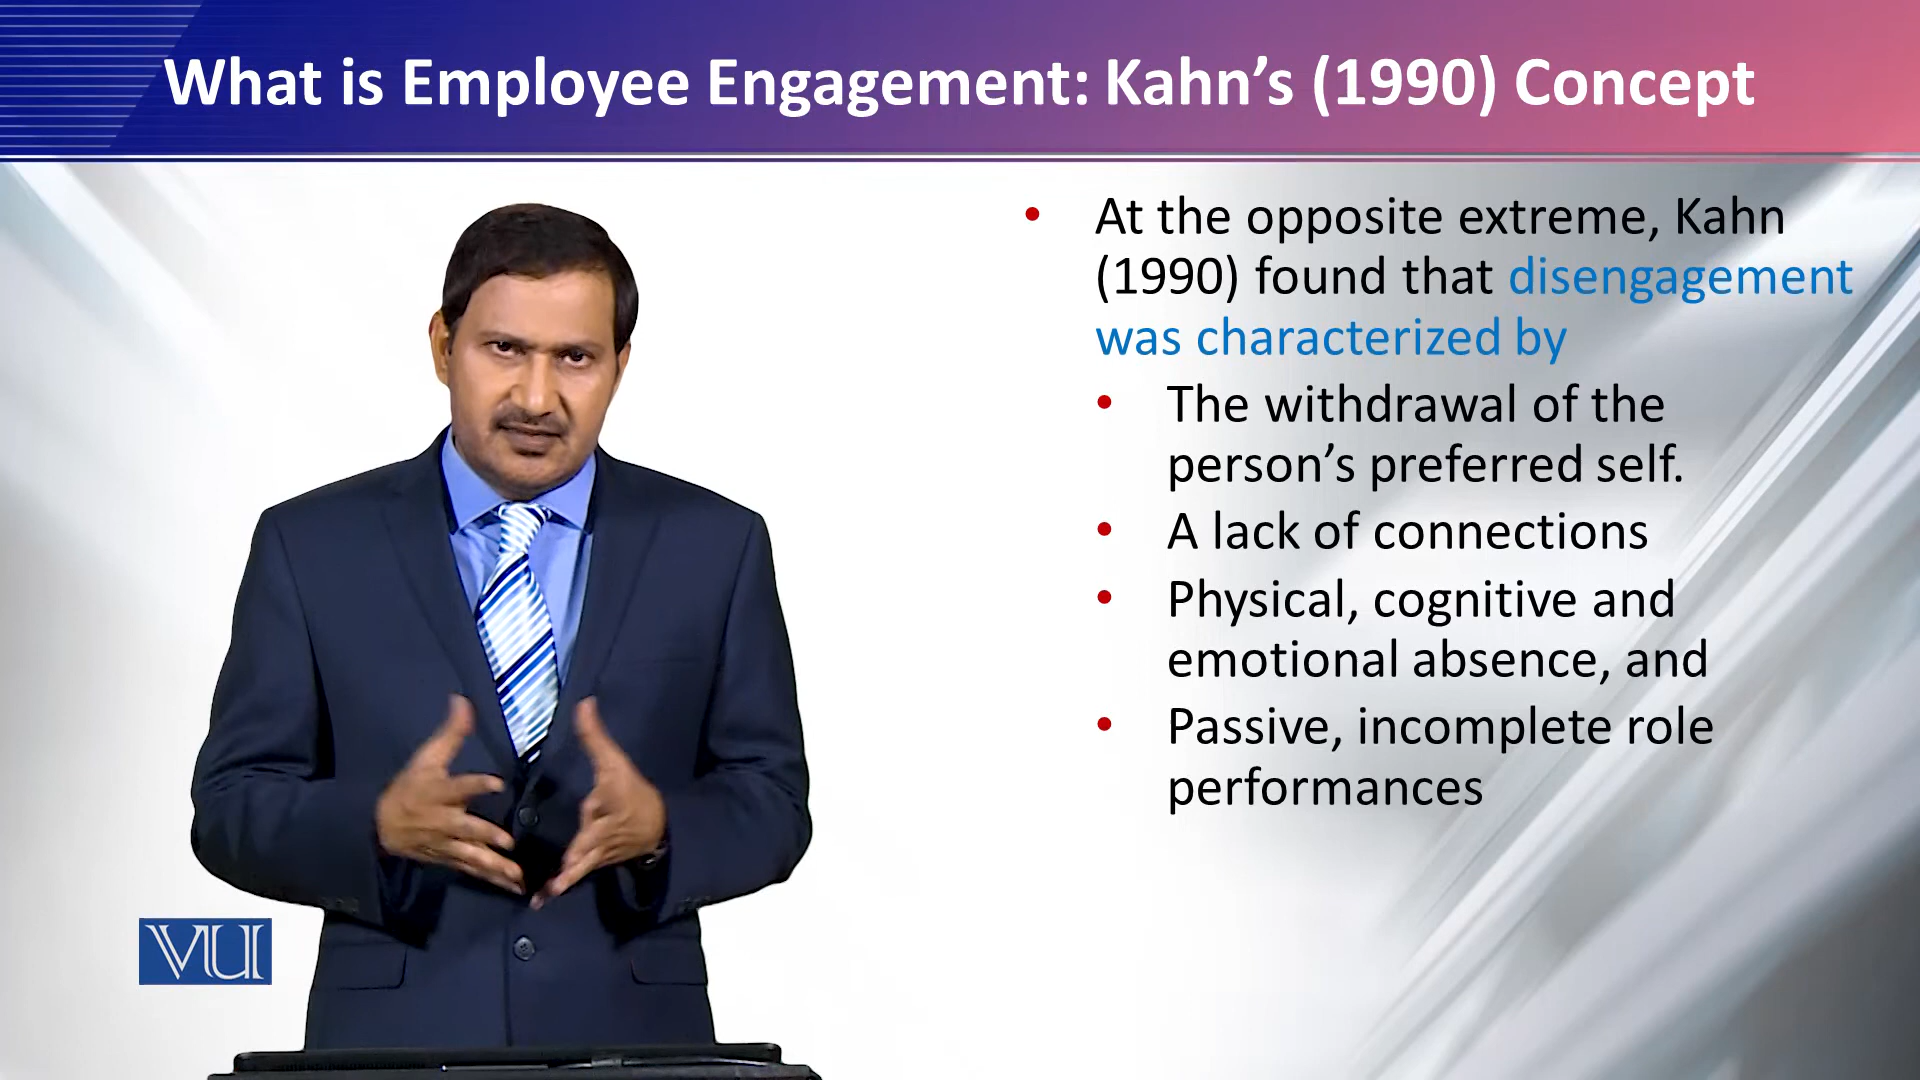 What is Employee Engagement: Kahn’s (1990) Concept
• At the opposite extreme, Kahn
(1990) found that disengagement
was characterized by
• The withdrawal of the
person’s preferred self.
• A lack of connections
• Physical, cognitive and
emotional absence, and
• Passive, incomplete role
performances
VU